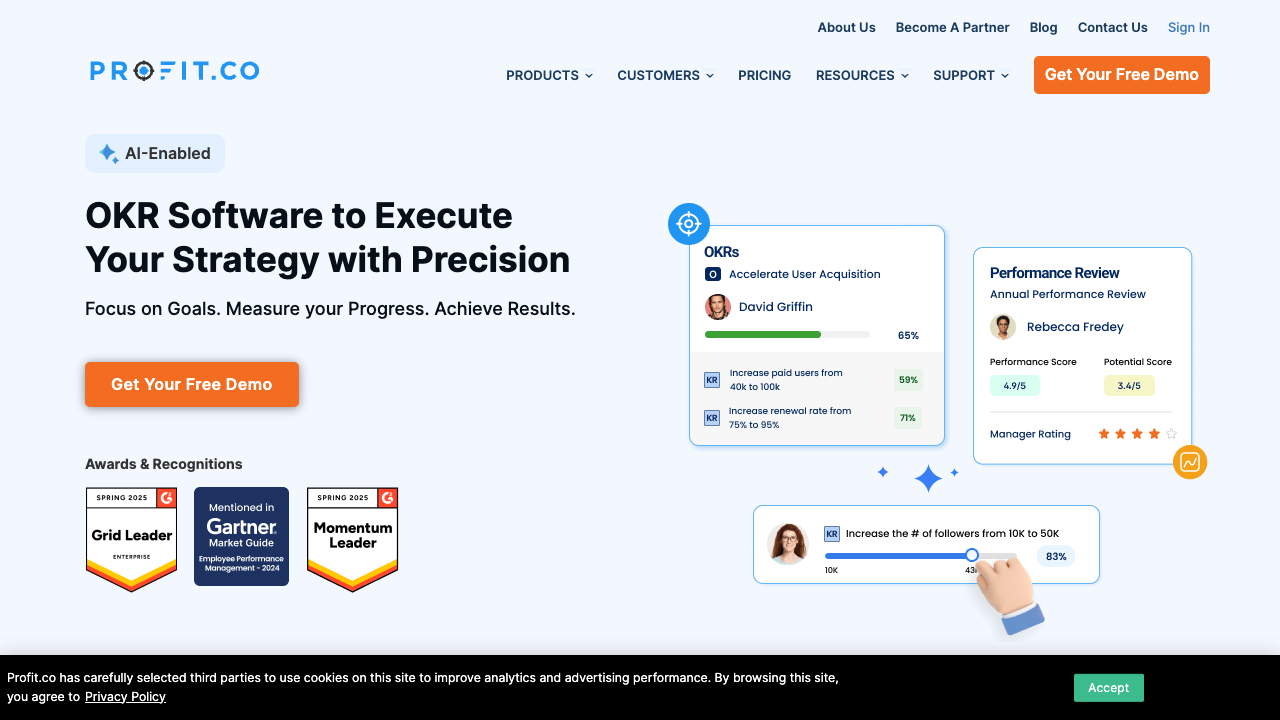 About Us Become A Partner Blog Contact Us Sign In
PROFIT.CO
PRODUCTS CUSTOMERS PRICING RESOURCES SUPPORT Get Your Free Demo
AI-Enabled
OKR Software to Execute
Your Strategy with Precision
Focus on Goals. Measure your Progress. Achieve Results.
Get Your Free Demo
Awards & Recognitions
SPRING 2025
Grid Leader
ENTERPRISE
Mentioned in
Gartner
Market Guide
Employee Performance
Management - 2024
SPRING 2025
Momentum
Leader
OKRs
O Accelerate User Acquisition
David Griffin
65%
KR Increase paid users from
40k to 100k
59%
KR Increase renewal rate from
75% to 95%
71%
Performance Review
Annual Performance Review
Rebecca Fredey
Performance Score Potential Score
4.9/5 3.4/5
Manager Rating
KR Increase the # of followers from 10K to 50K
83%
10K
Profit.co has carefully selected third parties to use cookies on this site to improve analytics and advertising performance. By browsing this site,
you agree to Privacy Policy
Accept